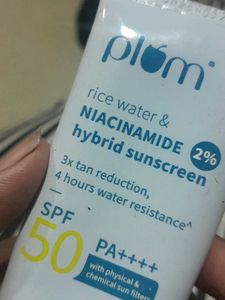 plum
rice water &
NIACINAMIDE 2%
hybrid sunscreen
3x tan reduction,
4 hours water resistance^
SPF
50 PA++++
with physical &
chemical sun filters